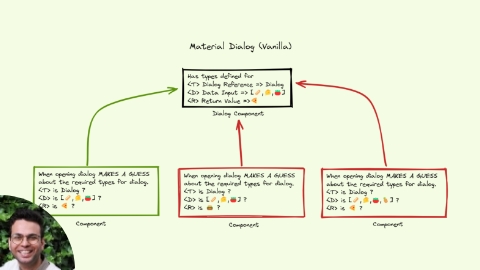 Material Dialog (Vanilla)
Has types defined for
<T> Dialog Reference => Dialog
<D> Data Input => [🥖,🧀,🍅]
<R> Return Value => 🍕
Dialog Component
When opening dialog MAKES A GUESS
about the required types for dialog.
<T> is Dialog ?
<D> is [🥖,🧀,🍅] ?
<R> is 🍕 ?
Component
When opening dialog MAKES A GUESS
about the required types for dialog.
<T> is Dialog ?
<D> is [🥖,🧀,🍅] ?
<R> is 🍔 ?
Component
When opening dialog MAKES A GUESS
about the required types for dialog.
<T> is Dialog ?
<D> is [🥖,🧀,🍅,🍍] ?
<R> is 🍕 ?
Component